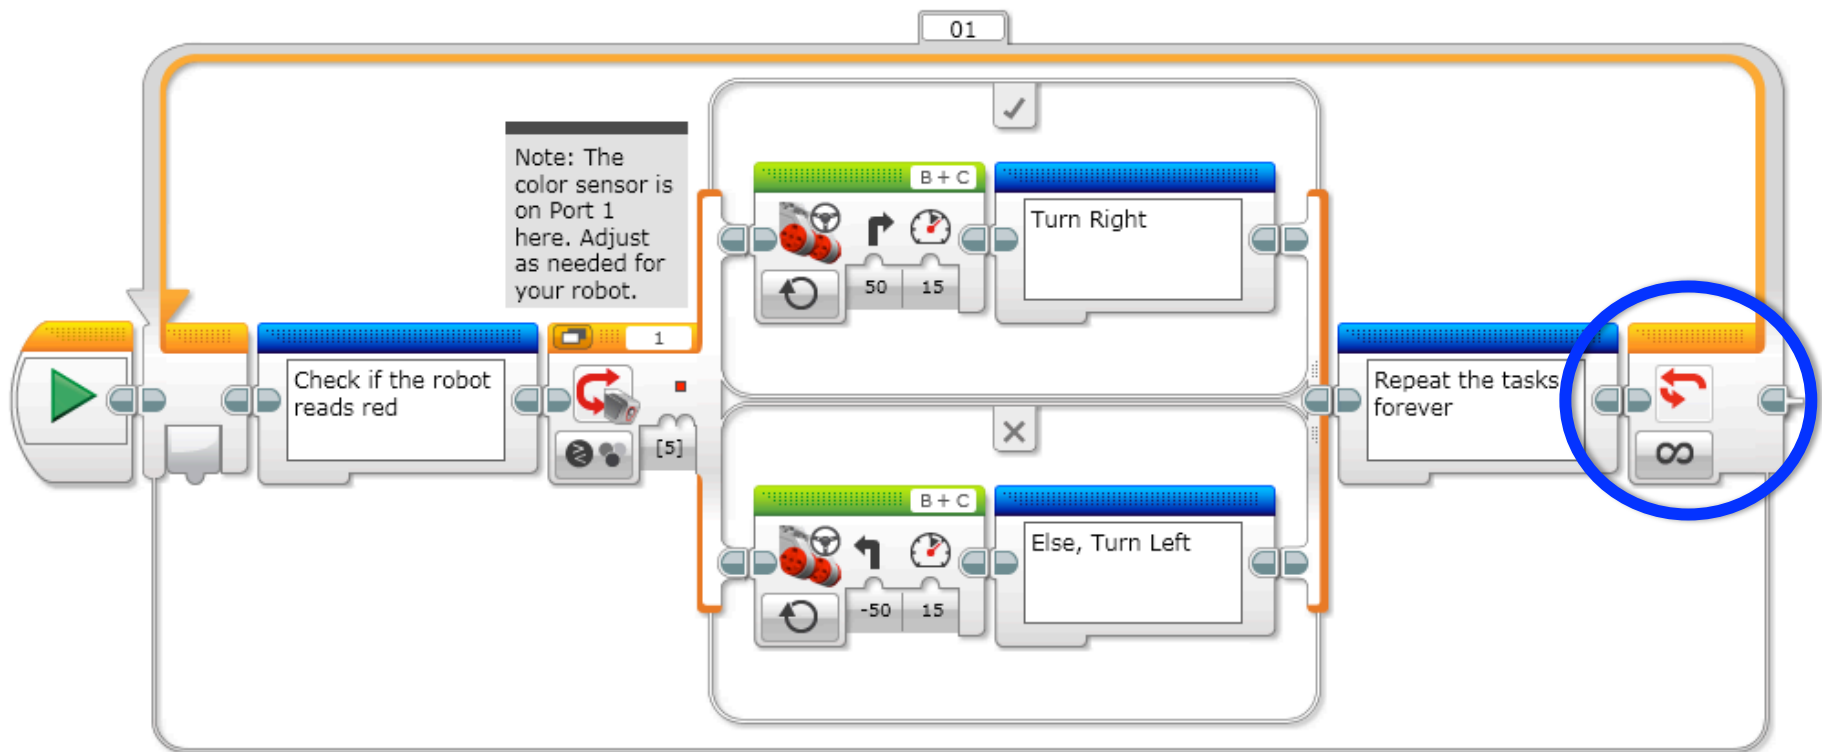 01
Note: The
color sensor is
on Port 1
here. Adjust
as needed for
your robot.
B + C
Turn Right
50 15
1
Check if the robot
reads red
[5]
Repeat the tasks
forever
∞
B + C
Else, Turn Left
-50 15